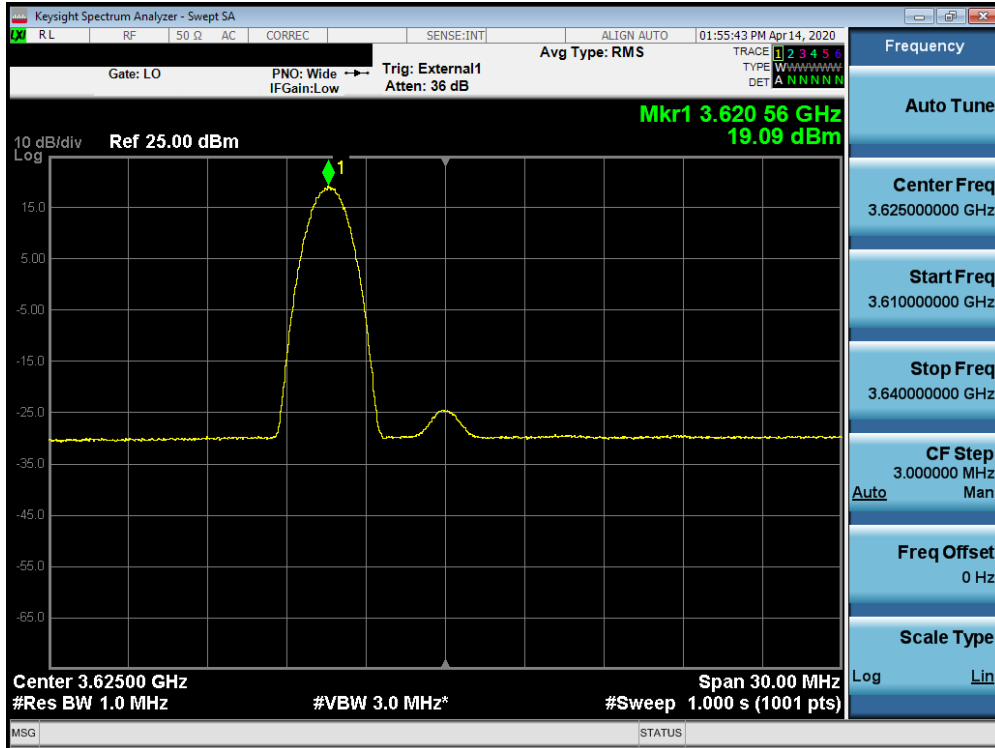 Keysight Spectrum Analyzer - Swept SA
LXI RL RF 50 Ω AC CORREC SENSE:INT ALIGN AUTO 01:55:43 PM Apr 14, 2020
Gate: LO
PNO: Wide
IFGain:Low
Trig: External1
Atten: 36 dB
Avg Type: RMS
TRACE 1 2 3 4 5 6
TYPE WWWWWW
DET A N N N N N
Mkr1 3.620 56 GHz
19.09 dBm
10 dB/div Ref 25.00 dBm
Log
1
15.0
5.00
-5.00
-15.0
-25.0
-35.0
-45.0
-55.0
-65.0
Center 3.62500 GHz Span 30.00 MHz
#Res BW 1.0 MHz #VBW 3.0 MHz* #Sweep 1.000 s (1001 pts)
MSG STATUS
Frequency
Auto Tune
Center Freq
3.625000000 GHz
Start Freq
3.610000000 GHz
Stop Freq
3.640000000 GHz
CF Step
3.000000 MHz
Auto Man
Freq Offset
0 Hz
Scale Type
Log Lin